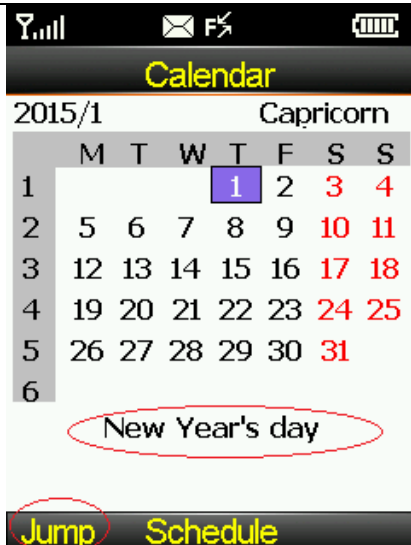 Calendar
2015/1 Capricorn
M T W T F S S
1 1 2 3 4
2 5 6 7 8 9 10 11
3 12 13 14 15 16 17 18
4 19 20 21 22 23 24 25
5 26 27 28 29 30 31
6
New Year's day
Jump Schedule